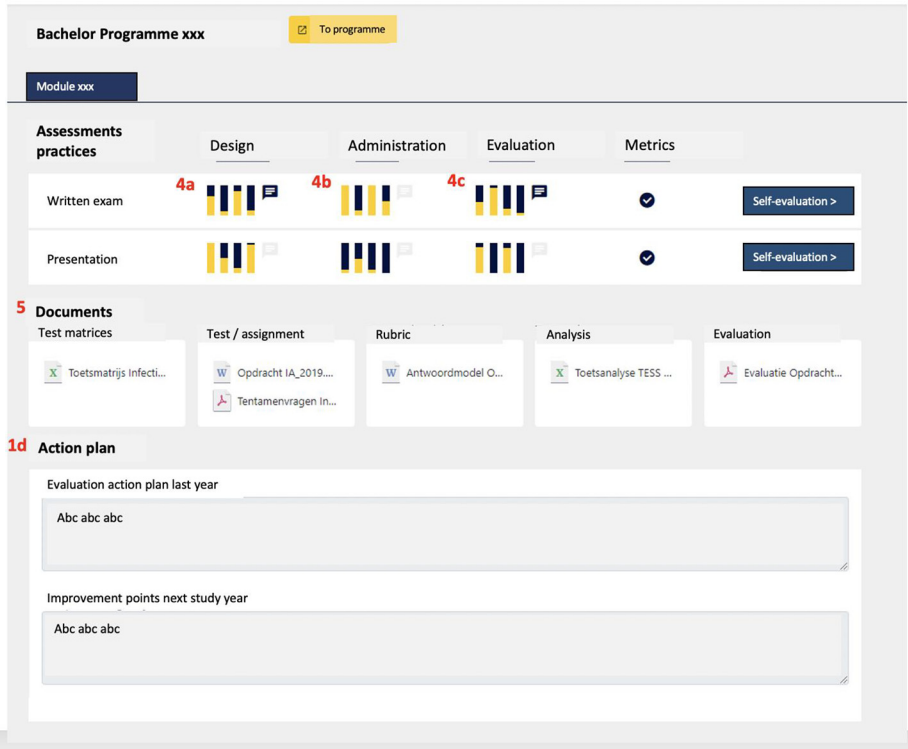 Bachelor Programme xxx
To programme
Module xxx
Assessments
practices
Design
Administration
Evaluation
Metrics
4a
4b
4c
Written exam
Self-evaluation >
Presentation
Self-evaluation >
5 Documents
Test matrices
Test / assignment
Rubric
Analysis
Evaluation
Toetsmatrijs Infecti...
Opdracht IA_2019....
Tentamenvragen In...
Antwoordmodel O...
Toetsanalyse TESS ...
Evaluatie Opdracht...
1d Action plan
Evaluation action plan last year
Abc abc abc
Improvement points next study year
Abc abc abc